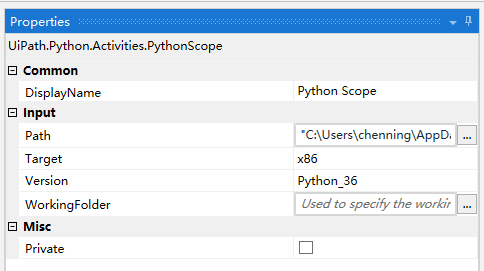 Properties
UiPath.Python.Activities.PythonScope
Common
DisplayName Python Scope
Input
Path "C:\Users\chenning\AppDa ...
Target x86
Version Python_36
WorkingFolder Used to specify the workin ...
Misc
Private